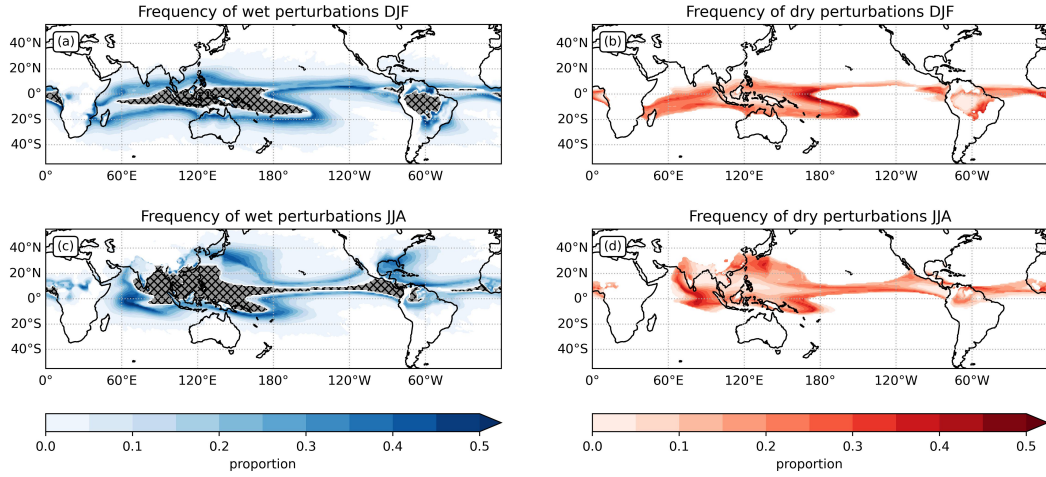 Frequency of wet perturbations DJF
(a)
40°N
20°N
0°
20°S
40°S
0° 60°E 120°E 180° 120°W 60°W
Frequency of dry perturbations DJF
(b)
40°N
20°N
0°
20°S
40°S
0° 60°E 120°E 180° 120°W 60°W
Frequency of wet perturbations JJA
(c)
40°N
20°N
0°
20°S
40°S
0° 60°E 120°E 180° 120°W 60°W
Frequency of dry perturbations JJA
(d)
40°N
20°N
0°
20°S
40°S
0° 60°E 120°E 180° 120°W 60°W
0.0 0.1 0.2 0.3 0.4 0.5
proportion
0.0 0.1 0.2 0.3 0.4 0.5
proportion